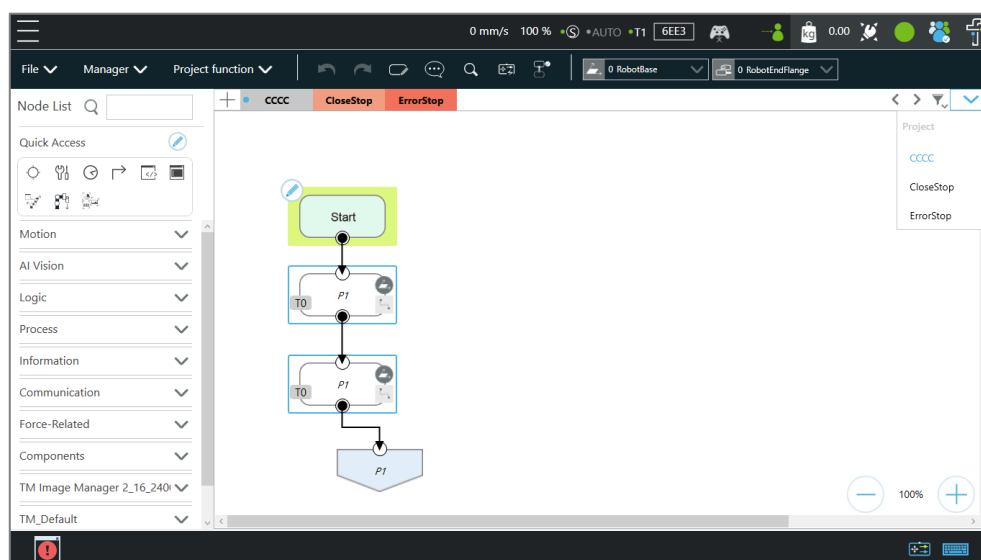 0 mm/s 100 % •Ⓢ •AUTO •T1 6EE3 kg 0.00
File Manager Project function 0 RobotBase 0 RobotEndFlange
Node List CCCC CloseStop ErrorStop
Project
CCCC
CloseStop
ErrorStop
Quick Access
Motion
AI Vision
Logic
Process
Information
Communication
Force-Related
Components
TM Image Manager 2_16_240
TM_Default
Start
P1
T0
P1
T0
P1
100%